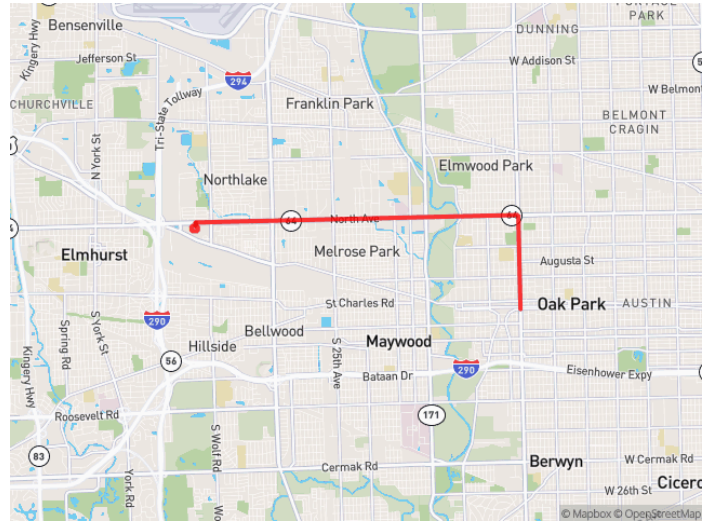 PORTAGE
PARK
Bensenville
DUNNING
Kingery Hwy
Jefferson St
W Addison St
294
Tri-State Tollway
W Belmont
CHURCHVILLE
Franklin Park
BELMONT
CRAGIN
N York St
Elmwood Park
Northlake
64
North Ave
64
Elmhurst
Melrose Park
Augusta St
St Charles Rd
Oak Park
AUSTIN
290
S York St
Spring Rd
Bellwood
Maywood
Hillside
S 25th Ave
56
290
Kingery Hwy
Bataan Dr
Eisenhower Expy
Roosevelt Rd
171
S Wolf Rd
83
Berwyn
W Cermak Rd
Cermak Rd
York Rd
Cicero
W 26th St
© Mapbox © OpenStreetMap